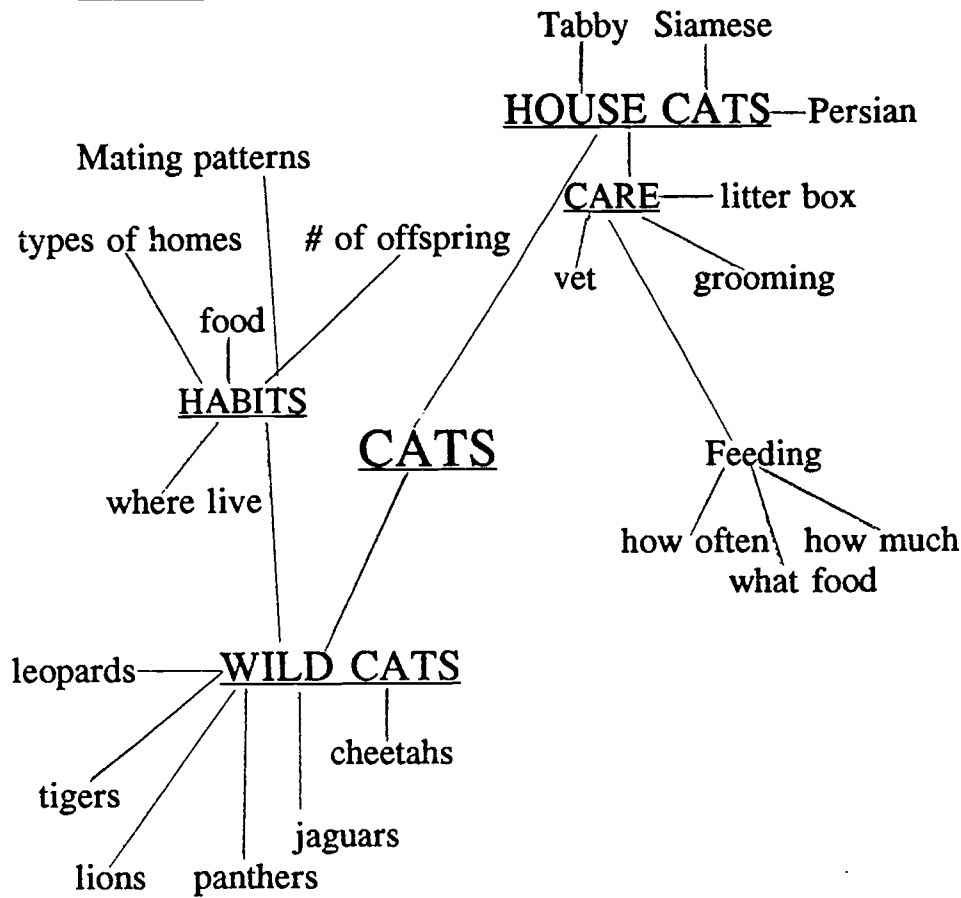 Tabby Siamese
HOUSE CATS Persian
Mating patterns
CARE litter box
types of homes # of offspring
vet grooming
food
HABITS
CATS
Feeding
where live
how often how much
what food
leopards WILD CATS
cheetahs
tigers
jaguars
lions panthers